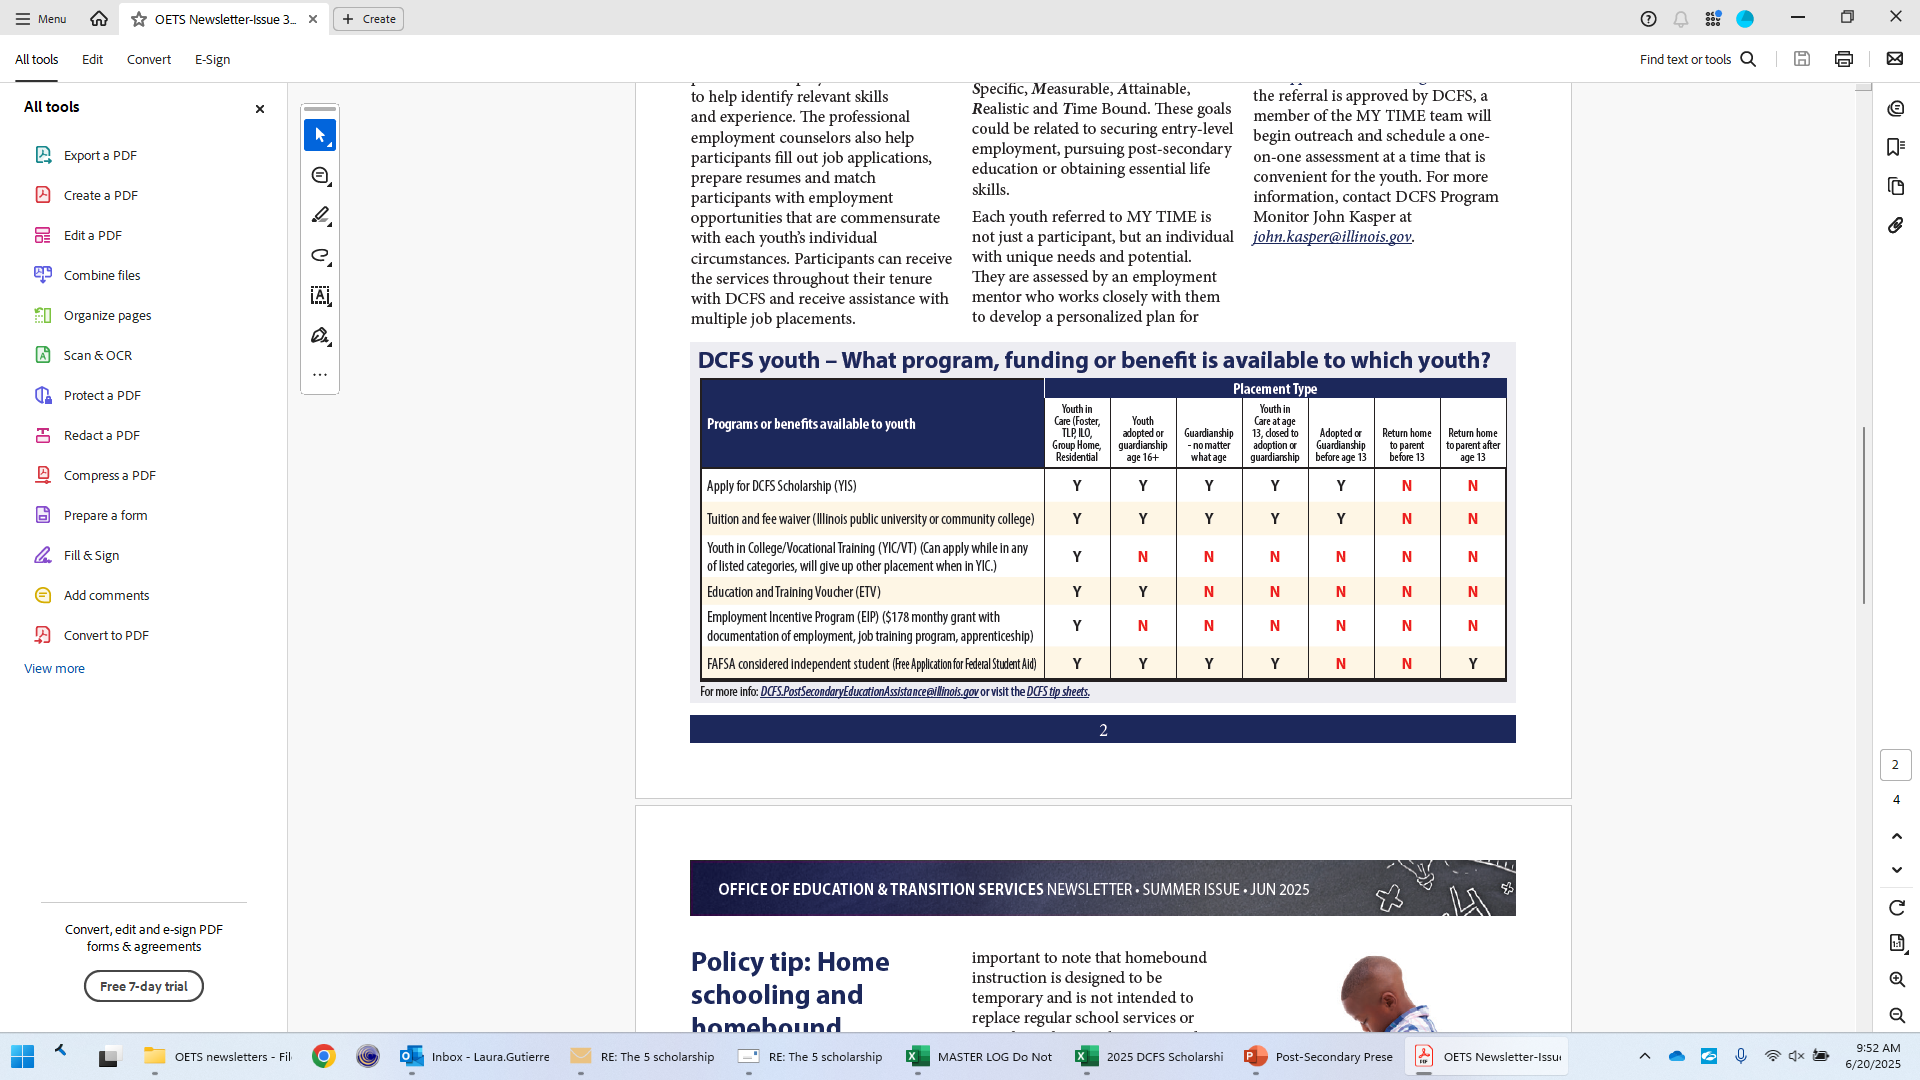 Menu
OETS Newsletter-Issue 3...
Create
All tools
Edit
Convert
E-Sign
Find text or tools
All tools
Export a PDF
Create a PDF
Edit a PDF
Combine files
Organize pages
Scan & OCR
Protect a PDF
Redact a PDF
Compress a PDF
Prepare a form
Fill & Sign
Add comments
Convert to PDF
View more
Convert, edit and e-sign PDF
forms & agreements
Free 7-day trial
to help identify relevant skills
and experience. The professional
employment counselors also help
participants fill out job applications,
prepare resumes and match
participants with employment
opportunities that are commensurate
with each youth's individual
circumstances. Participants can receive
the services throughout their tenure
with DCFS and receive assistance with
multiple job placements.
Specific, Measurable, Attainable,
Realistic and Time Bound. These goals
could be related to securing entry-level
employment, pursuing post-secondary
education or obtaining essential life
skills.
Each youth referred to MY TIME is
not just a participant, but an individual
with unique needs and potential.
They are assessed by an employment
mentor who works closely with them
to develop a personalized plan for
the referral is approved by DCFS, a
member of the MY TIME team will
begin outreach and schedule a one-
on-one assessment at a time that is
convenient for the youth. For more
information, contact DCFS Program
Monitor John Kasper at
john.kasper@illinois.gov.
DCFS youth – What program, funding or benefit is available to which youth?
Programs or benefits available to youth
Placement Type
Youth in
Care (Foster,
TLP, ILO,
Group Home,
Residential
Youth
adopted or
guardianship
age 16+
Guardianship
- no matter
what age
Youth in
Care at age
13, closed to
adoption or
guardianship
Adopted or
Guardianship
before age 13
Return home
to parent
before 13
Return home
to parent after
age 13
Apply for DCFS Scholarship (YIS) Y Y Y Y Y N N
Tuition and fee waiver (Illinois public university or community college) Y Y Y Y Y N N
Youth in College/Vocational Training (YIC/VT) (Can apply while in any
of listed categories, will give up other placement when in YIC.) Y N N N N N N
Education and Training Voucher (ETV) Y Y N N N N N
Employment Incentive Program (EIP) ($178 monthy grant with
documentation of employment, job training program, apprenticeship) Y N N N N N N
FAFSA considered independent student (Free Application for Federal Student Aid) Y Y Y Y N N Y
For more info: DCFS.PostSecondaryEducationAssistance@illinois.gov or visit the DCFS tip sheets.
2
OFFICE OF EDUCATION & TRANSITION SERVICES NEWSLETTER • SUMMER ISSUE • JUN 2025
Policy tip: Home
schooling and
homebound
important to note that homebound
instruction is designed to be
temporary and is not intended to
replace regular school services or
2
4
OETS newsletters - Fil
Inbox - Laura.Gutierre
RE: The 5 scholarship
RE: The 5 scholarship
MASTER LOG Do Not
2025 DCFS Scholarshi
Post-Secondary Prese
OETS Newsletter-Issue
9:52 AM
6/20/2025